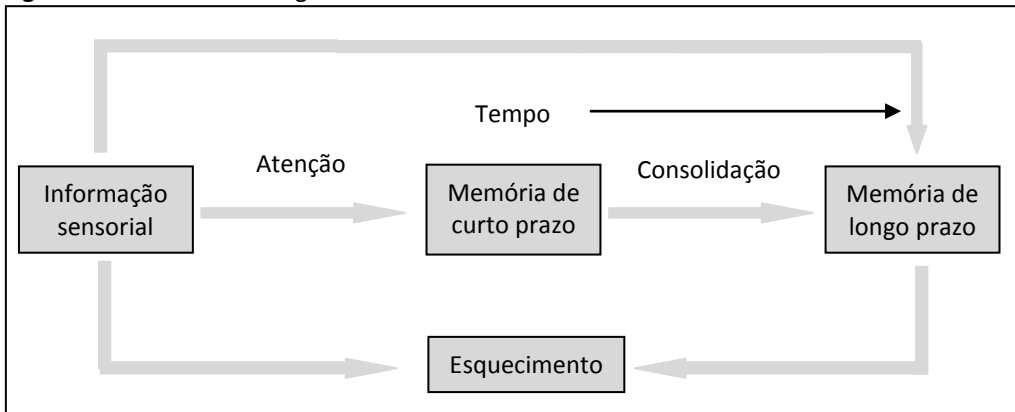 Tempo
Atenção
Consolidação
Informação
sensorial
Memória de
curto prazo
Memória de
longo prazo
Esquecimento